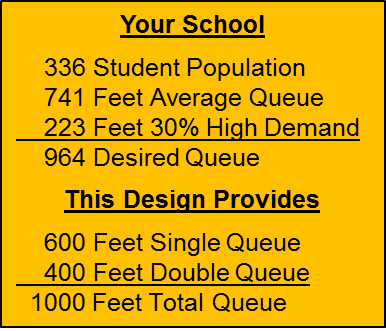 Your School
336 Student Population
741 Feet Average Queue
223 Feet 30% High Demand
964 Desired Queue
This Design Provides
600 Feet Single Queue
400 Feet Double Queue
1000 Feet Total Queue